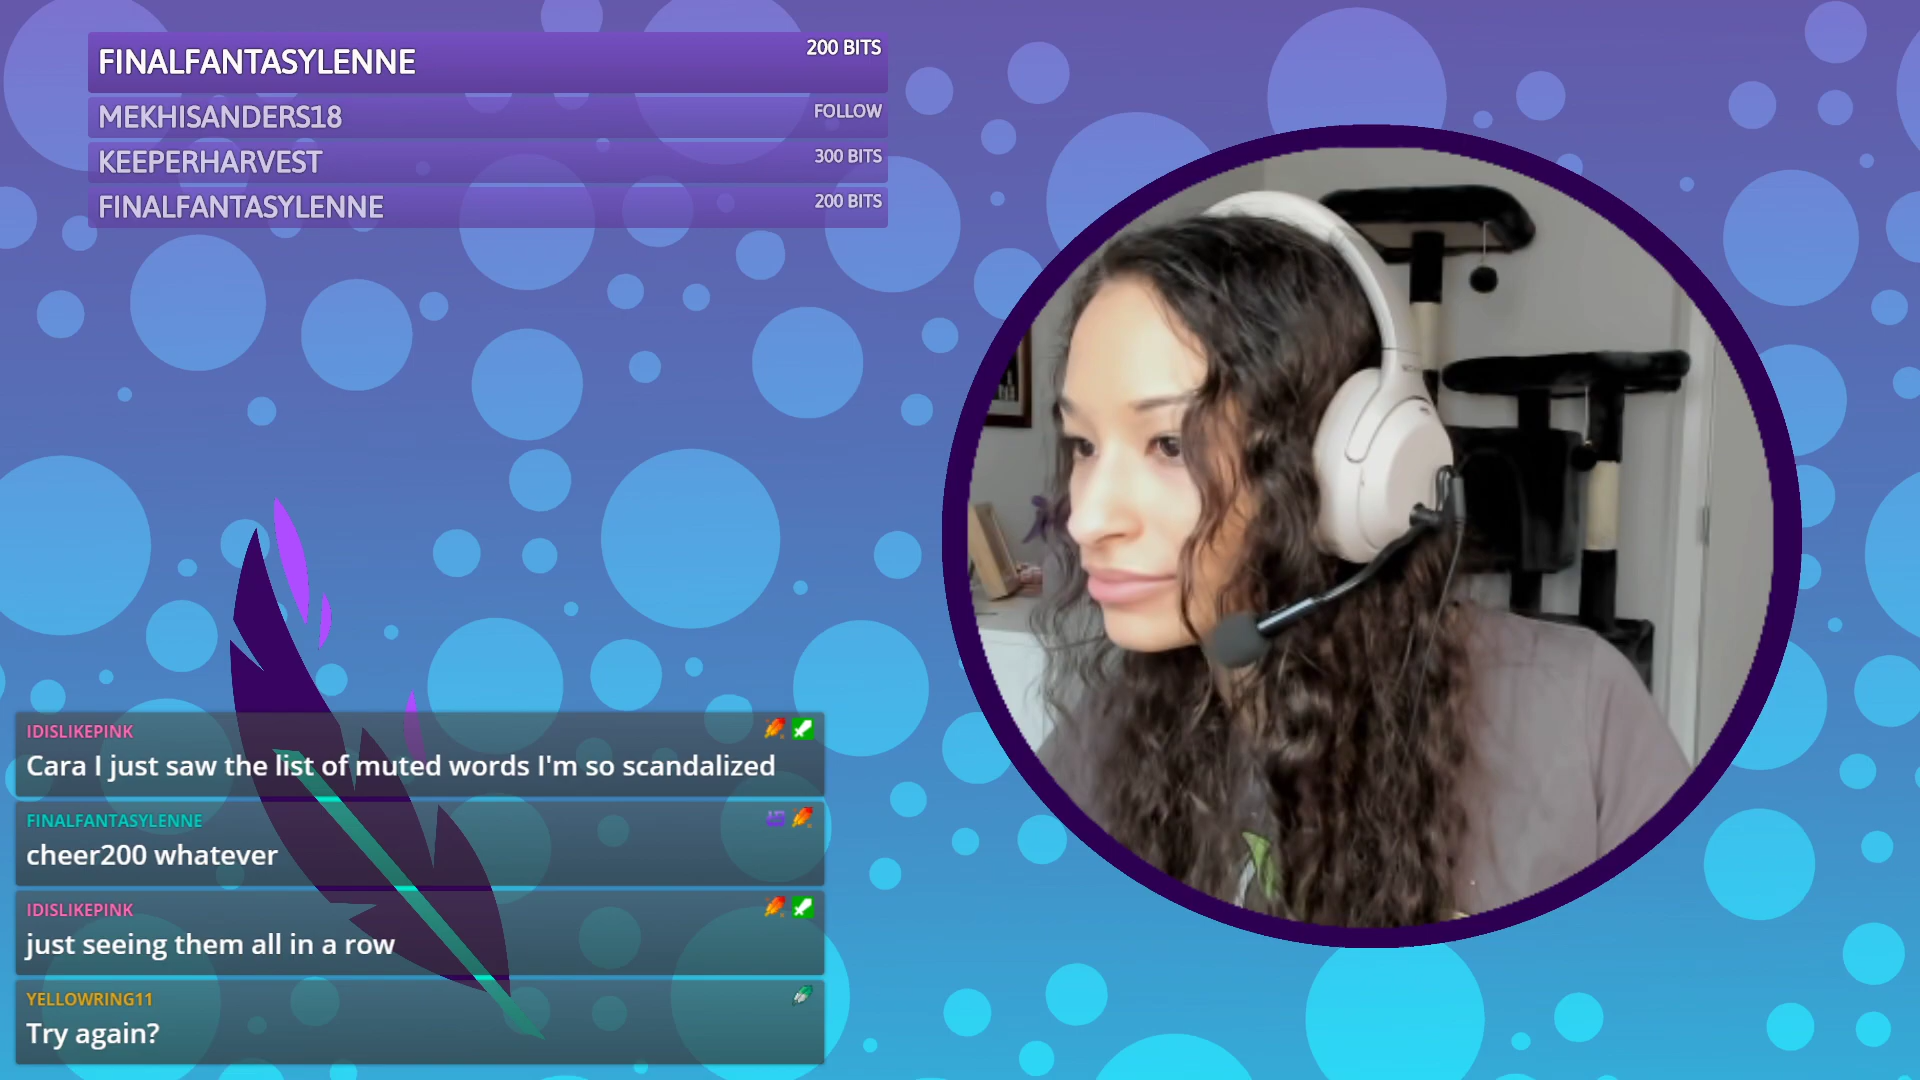 FINALFANTASYLENNE 200 BITS
MEKHISANDERS18 FOLLOW
KEEPERHARVEST 300 BITS
FINALFANTASYLENNE 200 BITS
IDISLIKEPINK
Cara I just saw the list of muted words I'm so scandalized
FINALFANTASYLENNE
cheer200 whatever
IDISLIKEPINK
just seeing them all in a row
YELLOWRING11
Try again?